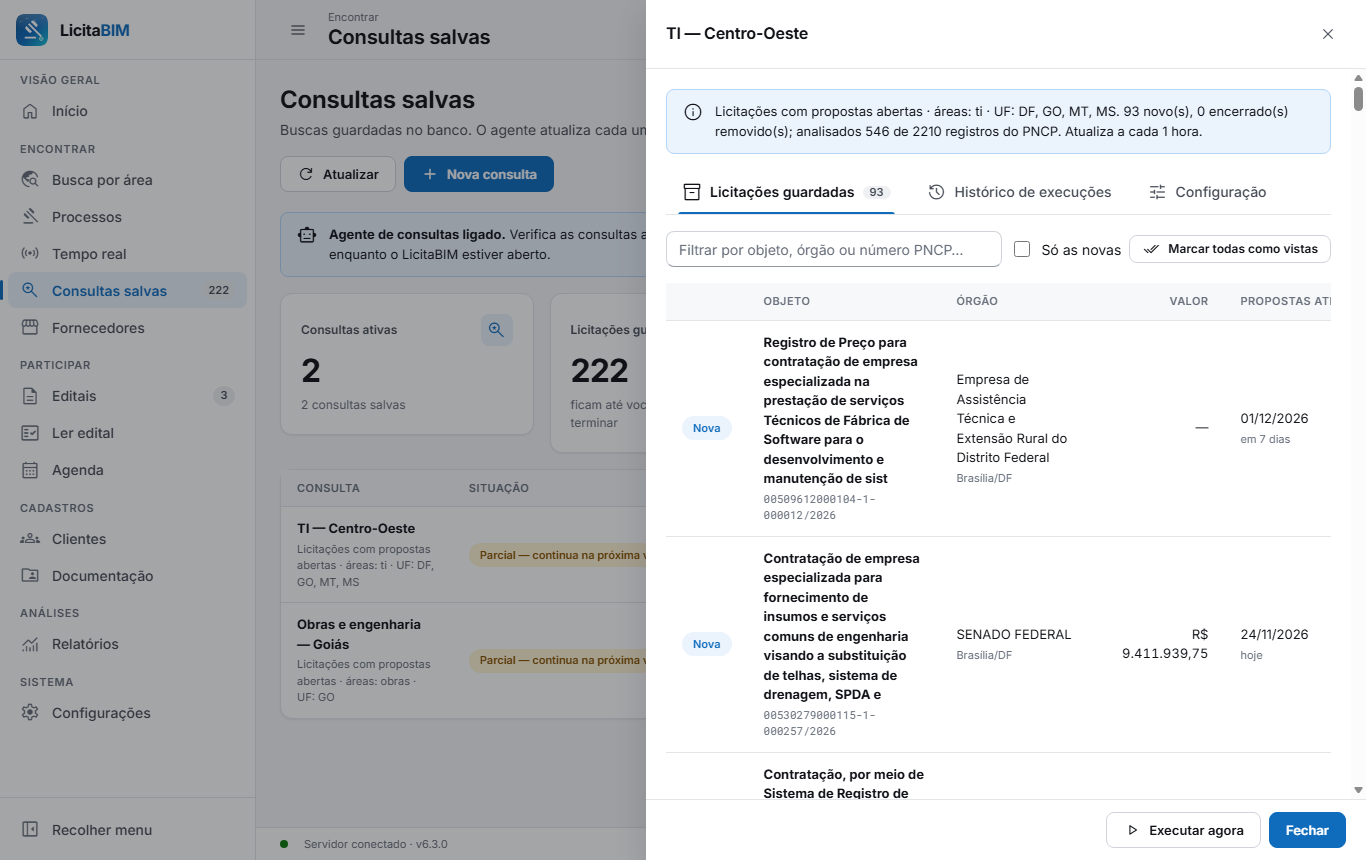 LicitaBIM
VISÃO GERAL
Início
ENCONTRAR
Busca por área
Processos
Tempo real
Consultas salvas 222
Fornecedores
PARTICIPAR
Editais 3
Ler edital
Agenda
CADASTROS
Clientes
Documentação
ANÁLISES
Relatórios
SISTEMA
Configurações
Recolher menu
Encontrar
Consultas salvas
Consultas salvas
Buscas guardadas no banco. O agente atualiza cada
Atualizar
Nova consulta
Agente de consultas ligado. Verifica as consultas a
enquanto o LicitaBIM estiver aberto.
Consultas ativas
2
2 consultas salvas
Licitações gu
222
ficam até voc
terminar
CONSULTA SITUAÇÃO
TI — Centro-Oeste
Licitações com propostas
abertas · áreas: ti · UF: DF,
GO, MT, MS
Parcial — continua na próxima v
Obras e engenharia
— Goiás
Licitações com propostas
abertas · áreas: obras ·
UF: GO
Parcial — continua na próxima v
Servidor conectado · v6.3.0
TI — Centro-Oeste
Licitações com propostas abertas · áreas: ti · UF: DF, GO, MT, MS. 93 novo(s), 0 encerrado(s)
removido(s); analisados 546 de 2210 registros do PNCP. Atualiza a cada 1 hora.
Licitações guardadas 93
Histórico de execuções
Configuração
Filtrar por objeto, órgão ou número PNCP...
Só as novas
Marcar todas como vistas
OBJETO ÓRGÃO VALOR PROPOSTAS AT
Nova
Registro de Preço para
contratação de empresa
especializada na
prestação de serviços
Técnicos de Fábrica de
Software para o
desenvolvimento e
manutenção de sist
00509612000104-1-
000012/2026
Empresa de
Assistência
Técnica e
Extensão Rural do
Distrito Federal
Brasília/DF
—
01/12/2026
em 7 dias
Nova
Contratação de empresa
especializada para
fornecimento de
insumos e serviços
comuns de engenharia
visando a substituição
de telhas, sistema de
drenagem, SPDA e
00530279000115-1-
000257/2026
SENADO FEDERAL
Brasília/DF
R$
9.411.939,75
24/11/2026
hoje
Contratação, por meio de
Sistema de Registro de
Executar agora
Fechar